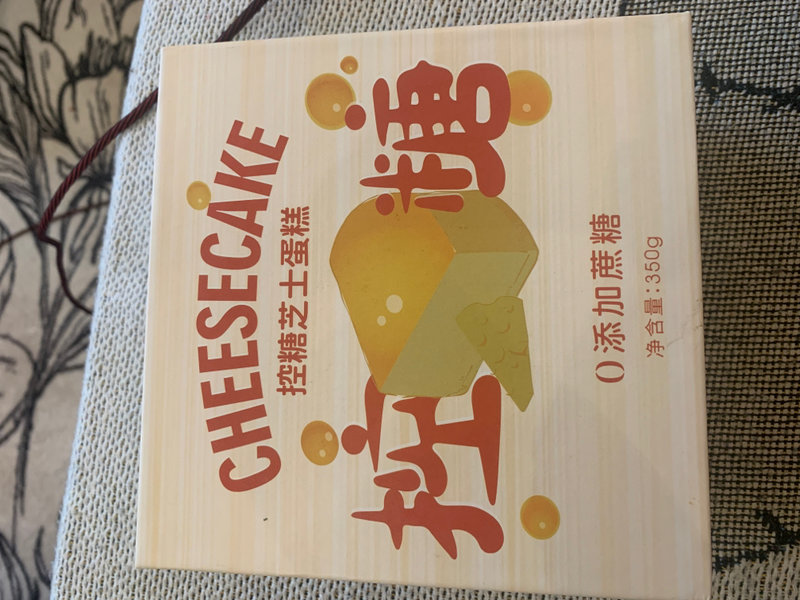 CHEESECAKE
控糖芝士蛋糕
控糖
0添加蔗糖
净含量:350g